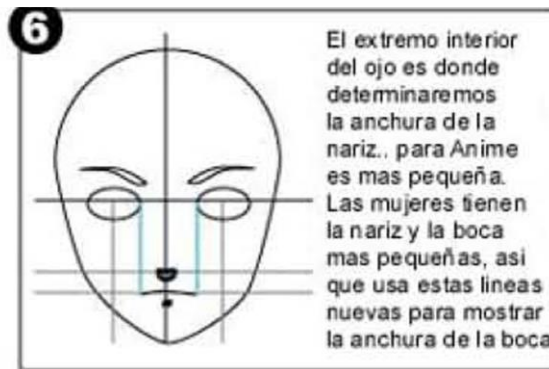 6
El extremo interior
del ojo es donde
determinaremos
la anchura de la
nariz.. para Anime
es mas pequeña.
Las mujeres tienen
la nariz y la boca
mas pequeñas, asi
que usa estas lineas
nuevas para mostrar
la anchura de la boca